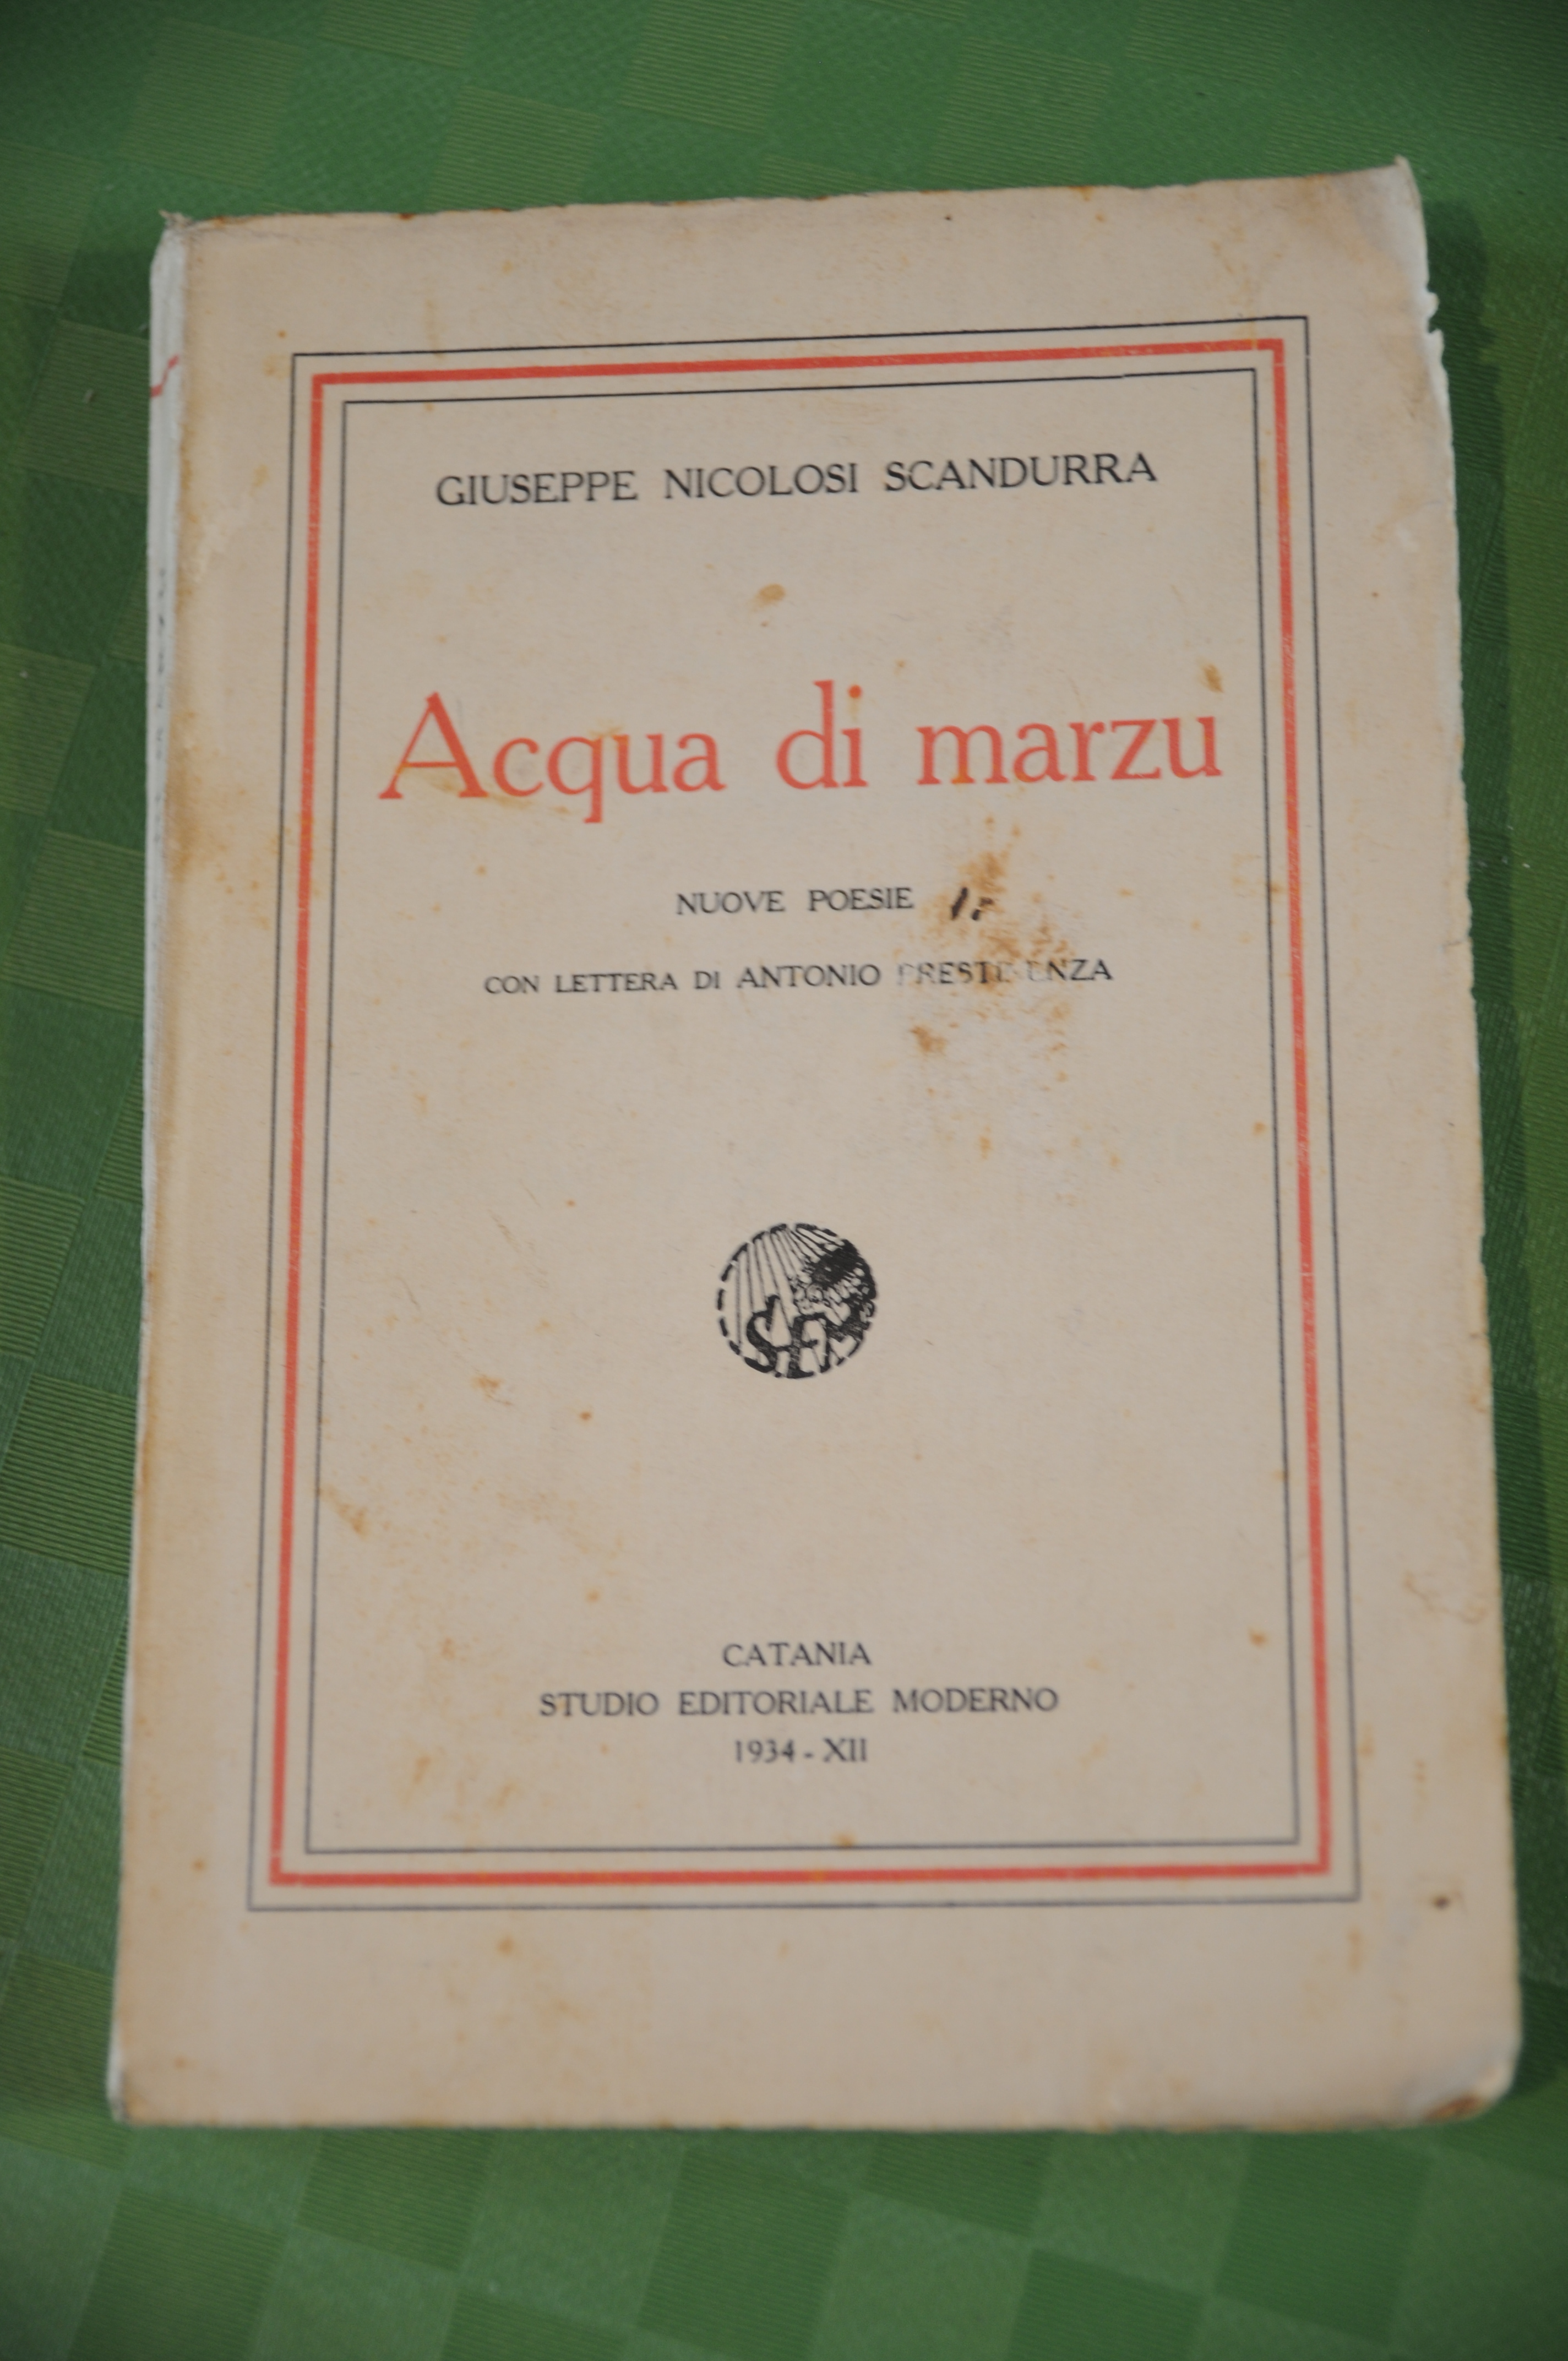 GIUSEPPE NICOLOSI SCANDURRA
Acqua di marzu
NUOVE POESIE
CON LETTERA DI ANTONIO
CATANIA
STUDIO EDITORIALE MODERNO
1934 - XII